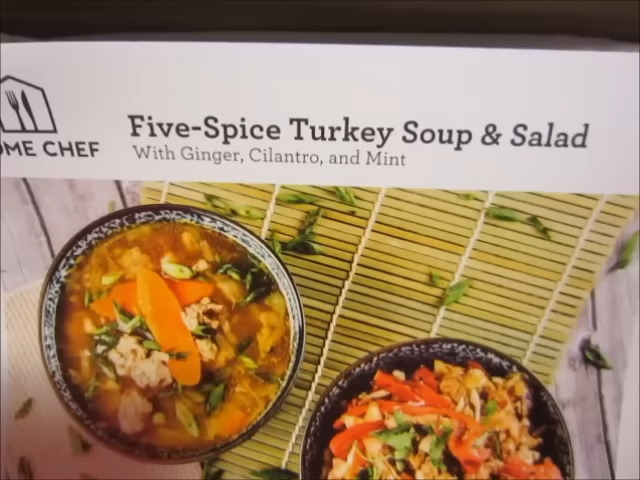 Five-Spice Turkey Soup & Salad
With Ginger, Cilantro, and Mint
OME CHEF